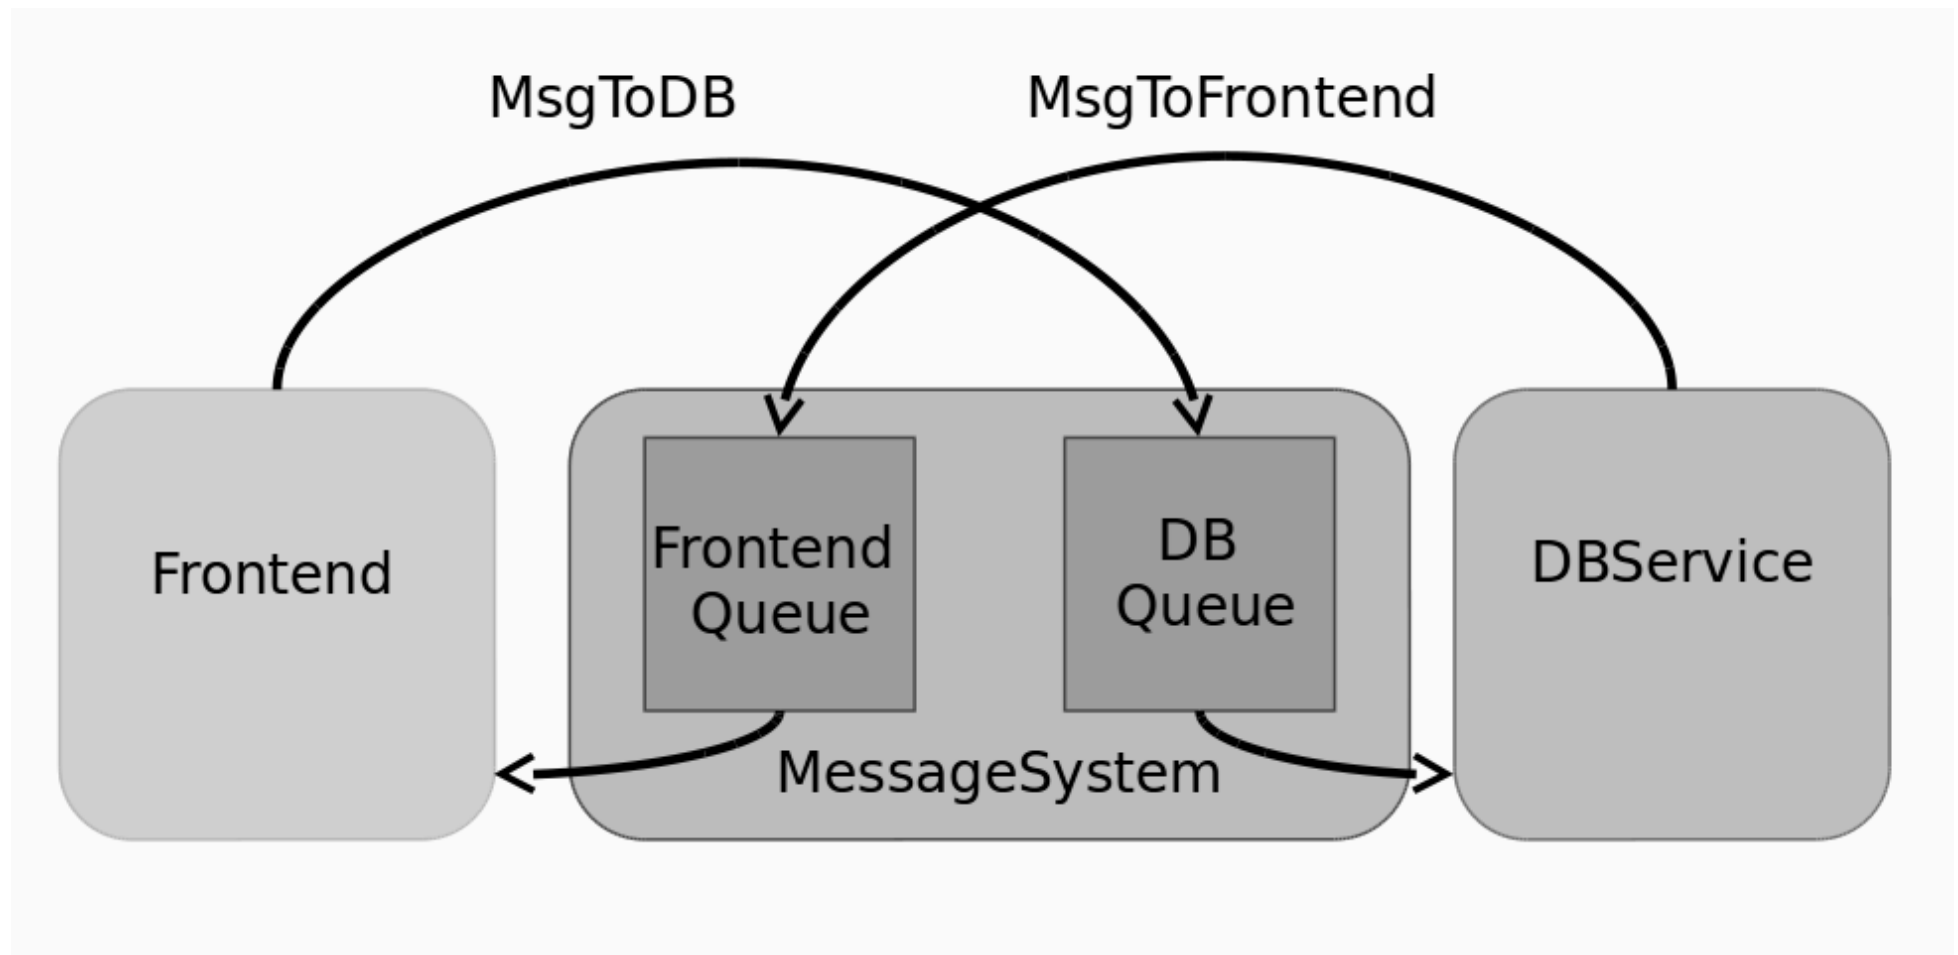 MsgToDB
MsgToFrontend
Frontend
Frontend
Queue
DB
Queue
DBService
MessageSystem